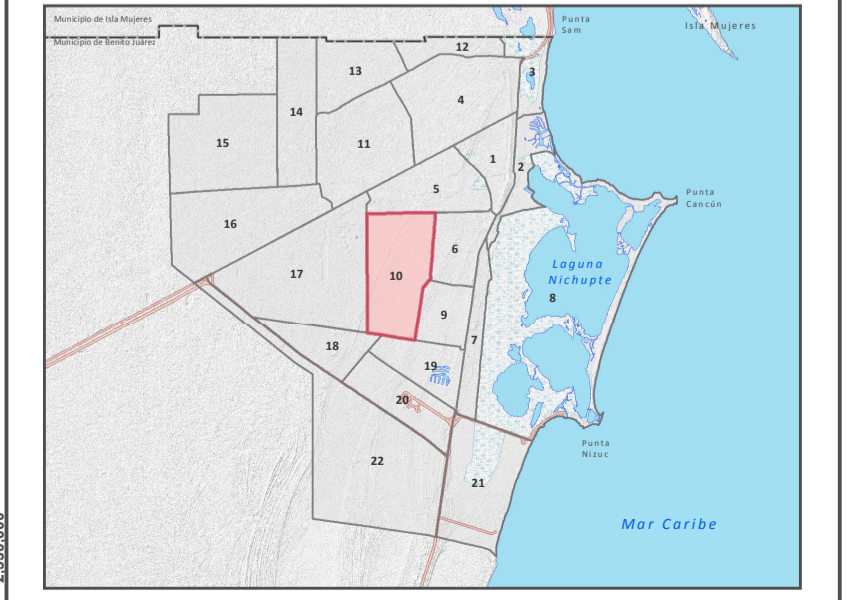 Municipio de Isla Mujeres
Municipio de Benito Juárez
Punta
Sam
Isla Mujeres
12
13
3
4
14
15
11
1
2
5
Punta
Cancún
16
6
17
10
Laguna
Nichupte
8
9
7
18
19
20
Punta
Nizuc
22
21
Mar Caribe